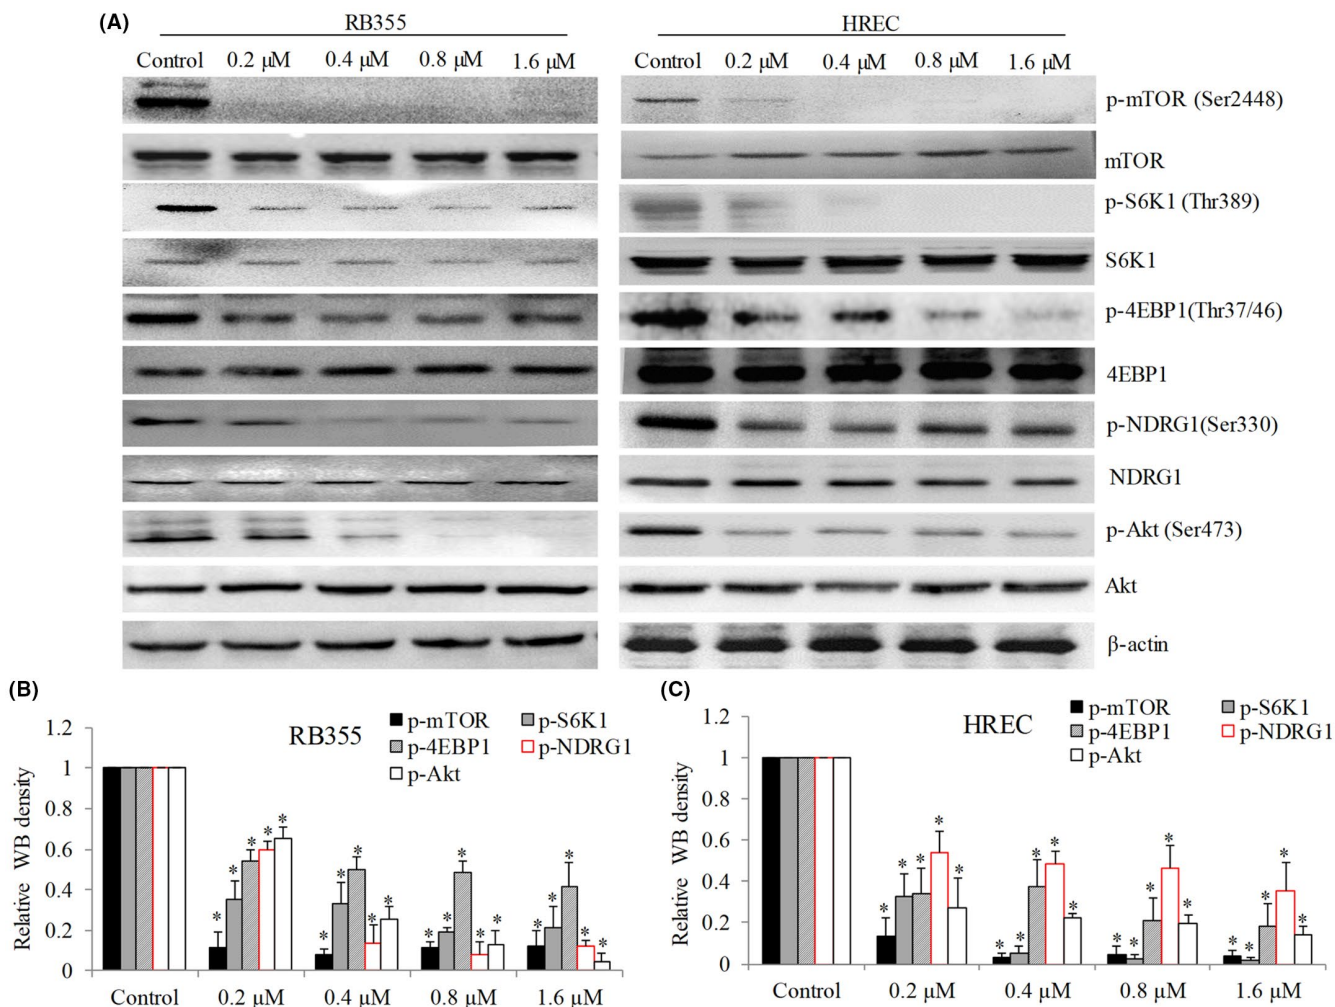 (A)
RB355
HREC
Control 0.2 μM 0.4 μM 0.8 μM 1.6 μM
Control 0.2 μM 0.4 μM 0.8 μM 1.6 μM
p-mTOR (Ser2448)
mTOR
p-S6K1 (Thr389)
S6K1
p-4EBP1(Thr37/46)
4EBP1
p-NDRG1(Ser330)
NDRG1
p-Akt (Ser473)
Akt
β-actin
(B)
RB355
p-mTOR p-S6K1
p-4EBP1 p-NDRG1
p-Akt
Relative WB density
1.2
1
0.8
0.6
0.4
0.2
0
* * * * *
* * * * *
* * * * *
* * * * *
Control 0.2 μM 0.4 μM 0.8 μM 1.6 μM
(C)
HREC
p-mTOR p-S6K1
p-4EBP1 p-NDRG1
p-Akt
Relative WB density
1.2
1
0.8
0.6
0.4
0.2
0
* * * * *
* * * * *
* * * * *
* * * * *
Control 0.2 μM 0.4 μM 0.8 μM 1.6 μM